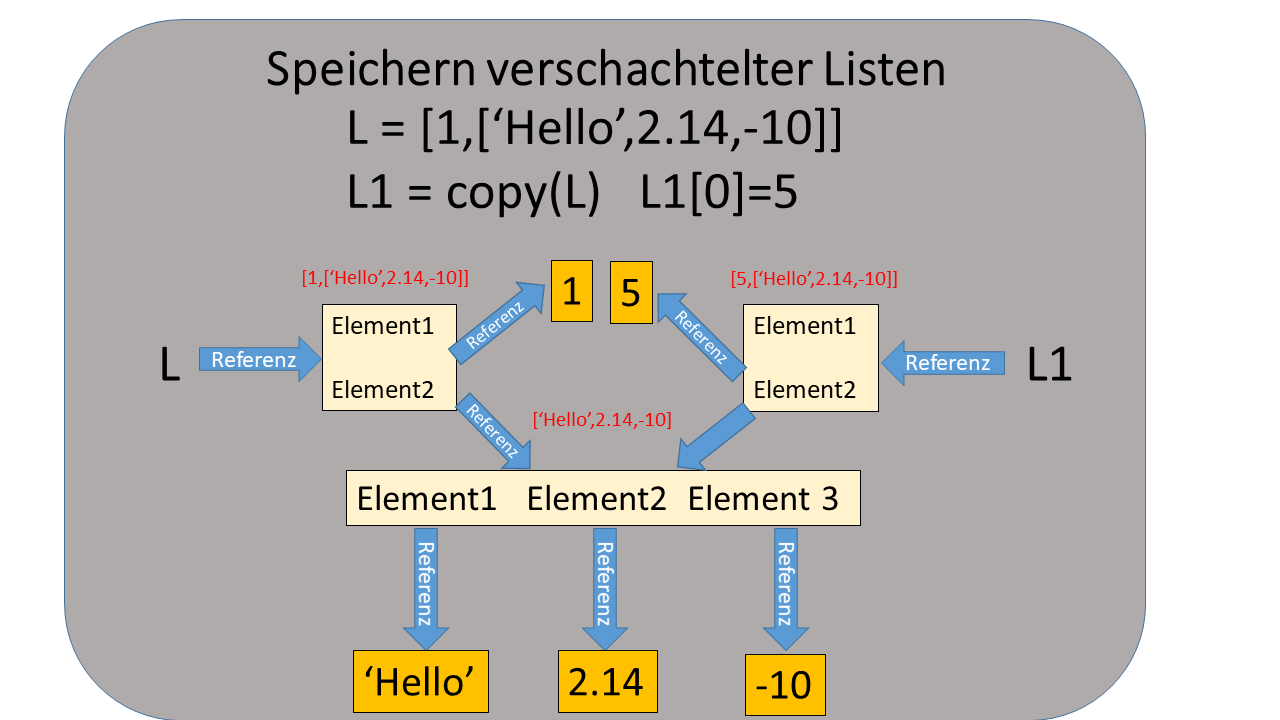 Speichern verschachtelter Listen
L = [1,[‘Hello’,2.14,-10]]
L1 = copy(L) L1[0]=5
[1,[‘Hello’,2.14,-10]]
1
5
[5,[‘Hello’,2.14,-10]]
Element1
Referenz
Referenz
Element1
L
Referenz
Referenz
L1
Element2
Element2
Referenz
[‘Hello’,2.14,-10]
Element1 Element2 Element 3
Referenz
Referenz
Referenz
‘Hello’
2.14
-10